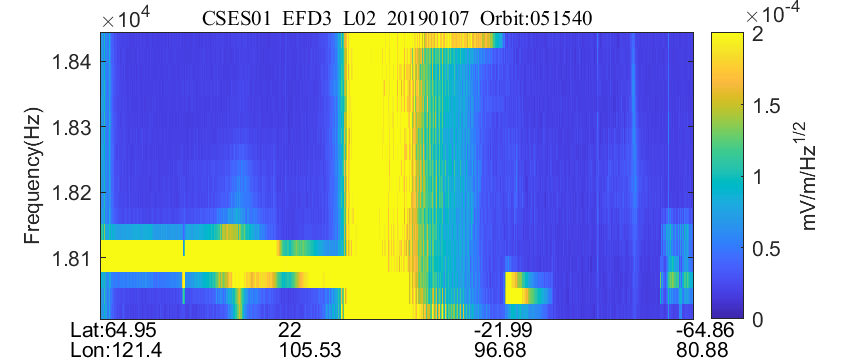 ×10⁴ CSES01 EFD3 L02 20190107 Orbit:051540 ×10⁻⁴
Frequency(Hz)
1.84
1.83
1.82
1.81
2
1.5
1
0.5
0
mV/m/Hz^1/2
Lat:64.95 22 -21.99 -64.86
Lon:121.4 105.53 96.68 80.88